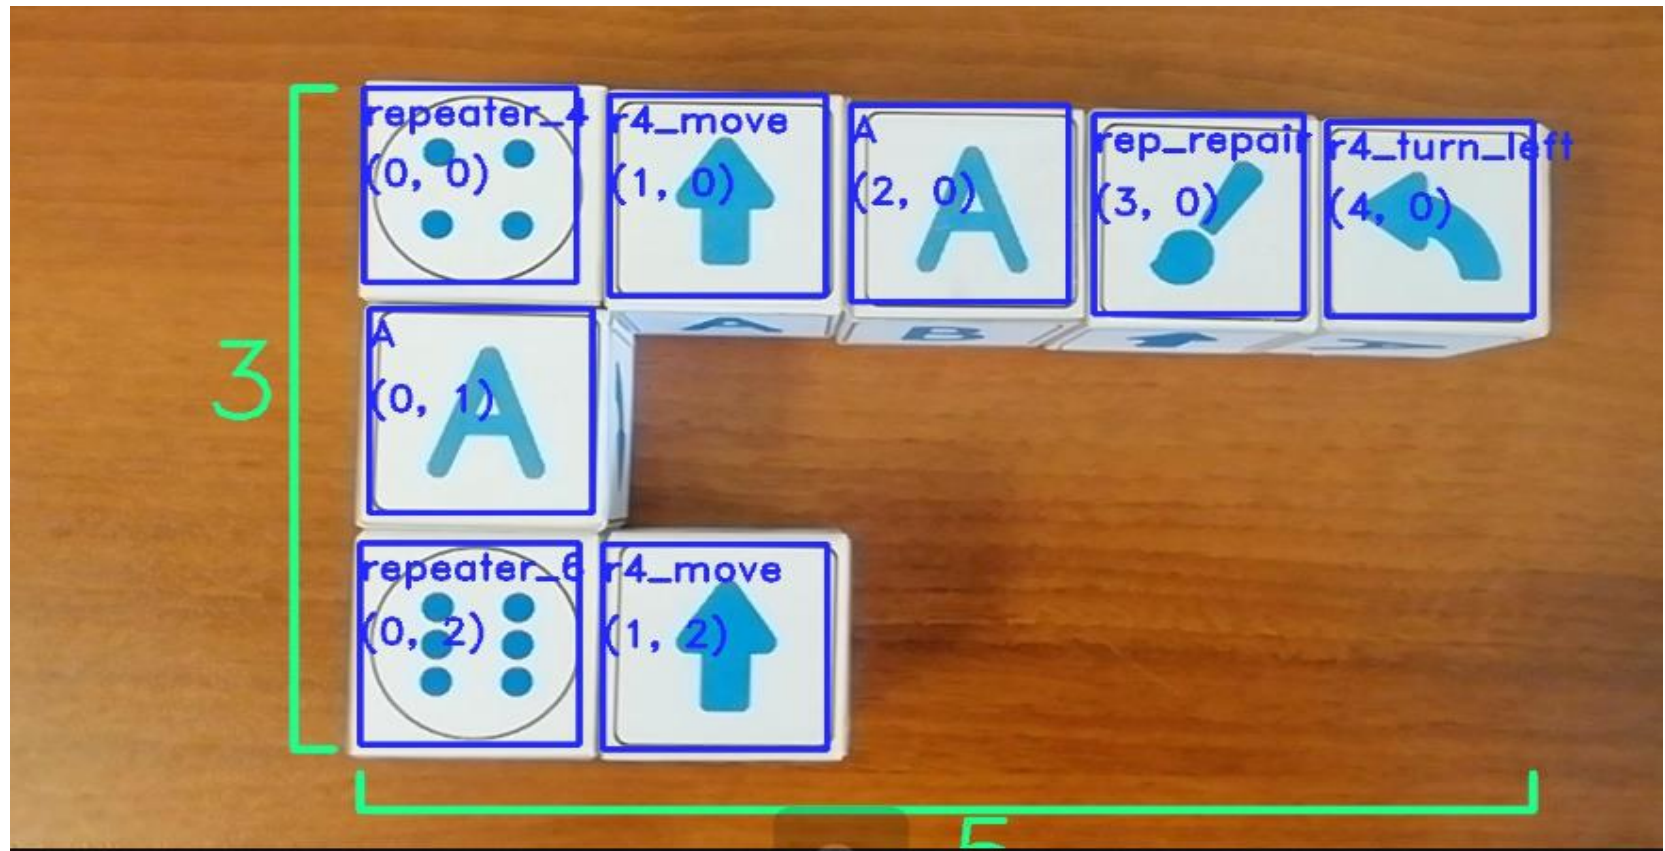 repeater_4 r4_move A rep_repair r4_turn_left
(0, 0) (1, 0) (2, 0) (3, 0) (4, 0)
A A
B
3
A
(0, 1)
A
repeater_6 r4_move
(0, 2) (1, 2)
5